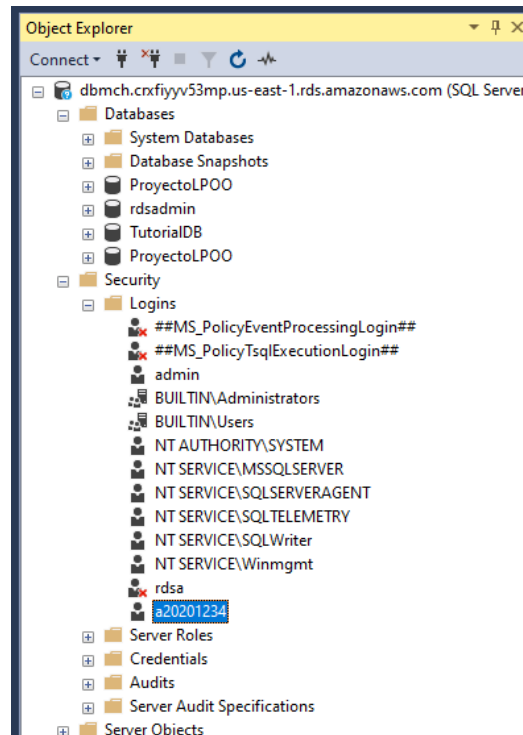 Object Explorer
Connect
dbmch.crxfiyyv53mp.us-east-1.rds.amazonaws.com (SQL Server
Databases
System Databases
Database Snapshots
ProyectoLPOO
rdsadmin
TutorialDB
ProyectoLPOO
Security
Logins
##MS_PolicyEventProcessingLogin##
##MS_PolicyTsqlExecutionLogin##
admin
BUILTIN\Administrators
BUILTIN\Users
NT AUTHORITY\SYSTEM
NT SERVICE\MSSQLSERVER
NT SERVICE\SQLSERVERAGENT
NT SERVICE\SQLTELEMETRY
NT SERVICE\SQLWriter
NT SERVICE\Winmgmt
rdsa
a20201234
Server Roles
Credentials
Audits
Server Audit Specifications
Server Objects